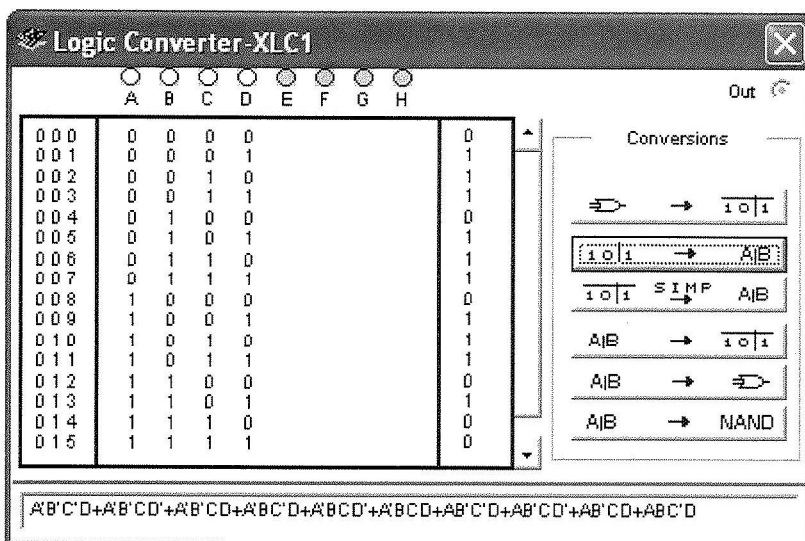 Logic Converter-XLC1
A B C D E F G H
Out
000 0 0 0 0 0
001 0 0 0 1 1
002 0 0 1 0 1
003 0 0 1 1 1
004 0 1 0 0 0
005 0 1 0 1 1
006 0 1 1 0 1
007 0 1 1 1 1
008 1 0 0 0 0
009 1 0 0 1 1
010 1 0 1 0 1
011 1 0 1 1 1
012 1 1 0 0 0
013 1 1 0 1 1
014 1 1 1 0 0
015 1 1 1 1 0
Conversions
→ 1 0|1
1 0|1 → A|B
1 0|1 SIMP → A|B
A|B → 1 0|1
A|B →
A|B → NAND
A'B'C'D+A'B'CD'+A'B'CD+A'BC'D+A'BCD'+A'BCD+AB'C'D+AB'CD'+AB'CD+ABC'D